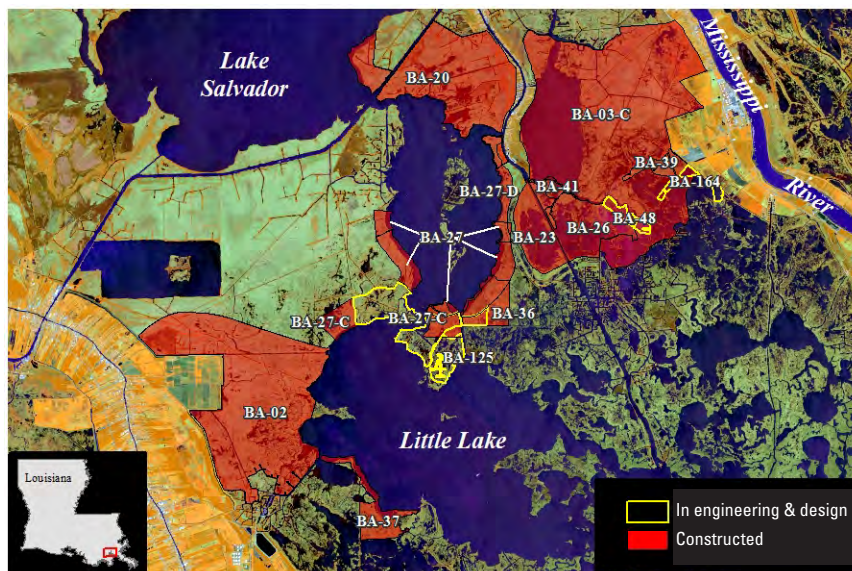 Lake
Salvador
BA-20
Mississippi
River
BA-03-C
BA-39
BA-164
BA-27-D
BA-41
BA-48
BA-27
BA-23
BA-26
BA-27-C
BA-27-C
BA-36
BA-125
BA-02
Little Lake
BA-37
Louisiana
In engineering & design
Constructed